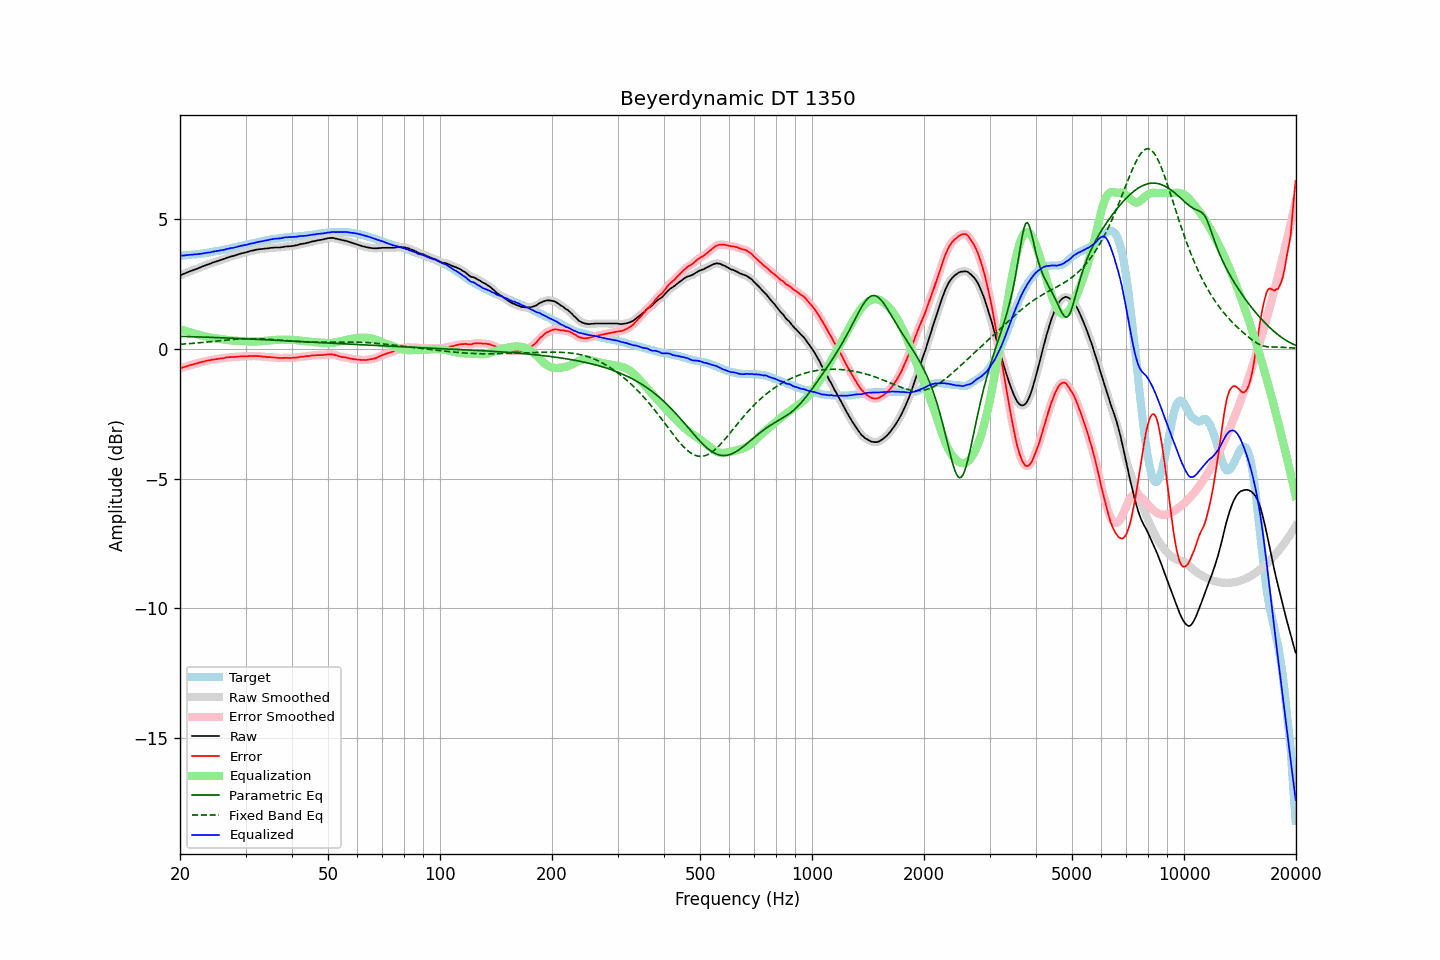 Beyerdynamic DT 1350
Amplitude (dBr)
5
0
−5
−10
−15
Target
Raw Smoothed
Error Smoothed
Raw
Error
Equalization
Parametric Eq
Fixed Band Eq
Equalized
20 50 100 200 500 1000 2000 5000 10000 20000
Frequency (Hz)